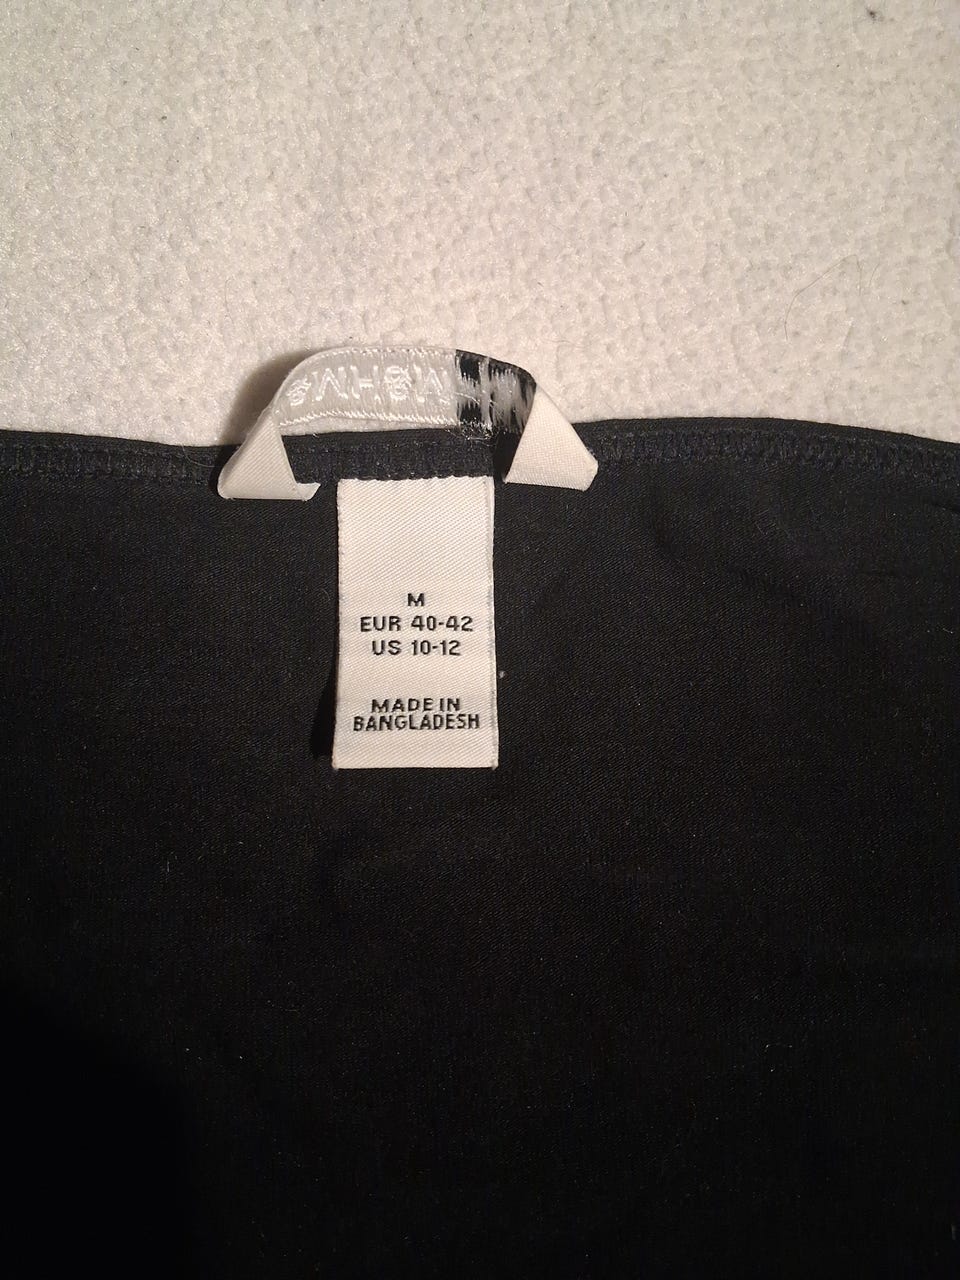 M
EUR 40-42
US 10-12
MADE IN
BANGLADESH